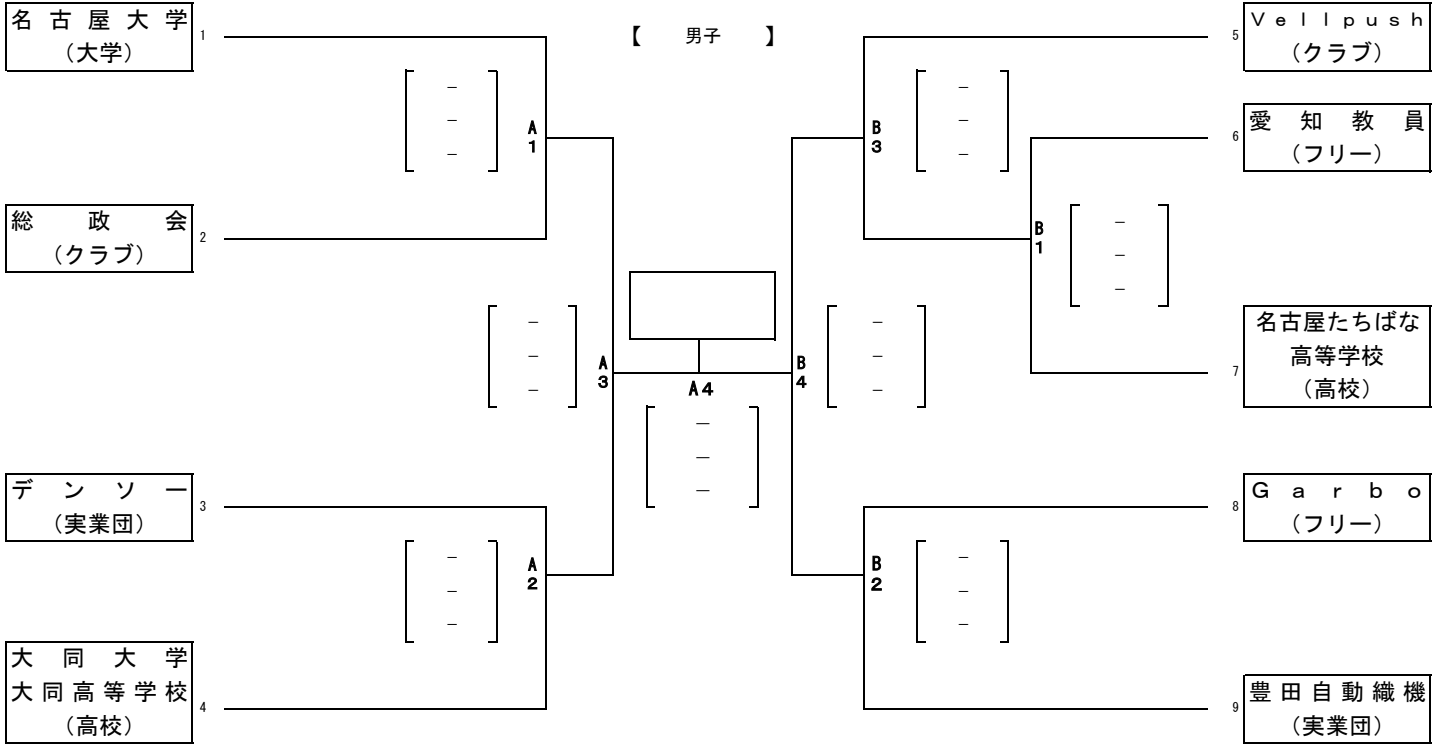 【 男子 】
名古屋大学
（大学）
1
総政会
（クラブ）
2
デンソー
（実業団）
3
大同大学
大同高等学校
（高校）
4
A
1
－
－
－
A
2
－
－
－
A
3
－
－
－
A4
－
－
－
B
4
－
－
－
B
3
－
－
－
B
1
－
－
－
B
2
－
－
－
5
Vellpush
（クラブ）
6
愛知教員
（フリー）
7
名古屋たちばな
高等学校
（高校）
8
Garbo
（フリー）
9
豊田自動織機
（実業団）